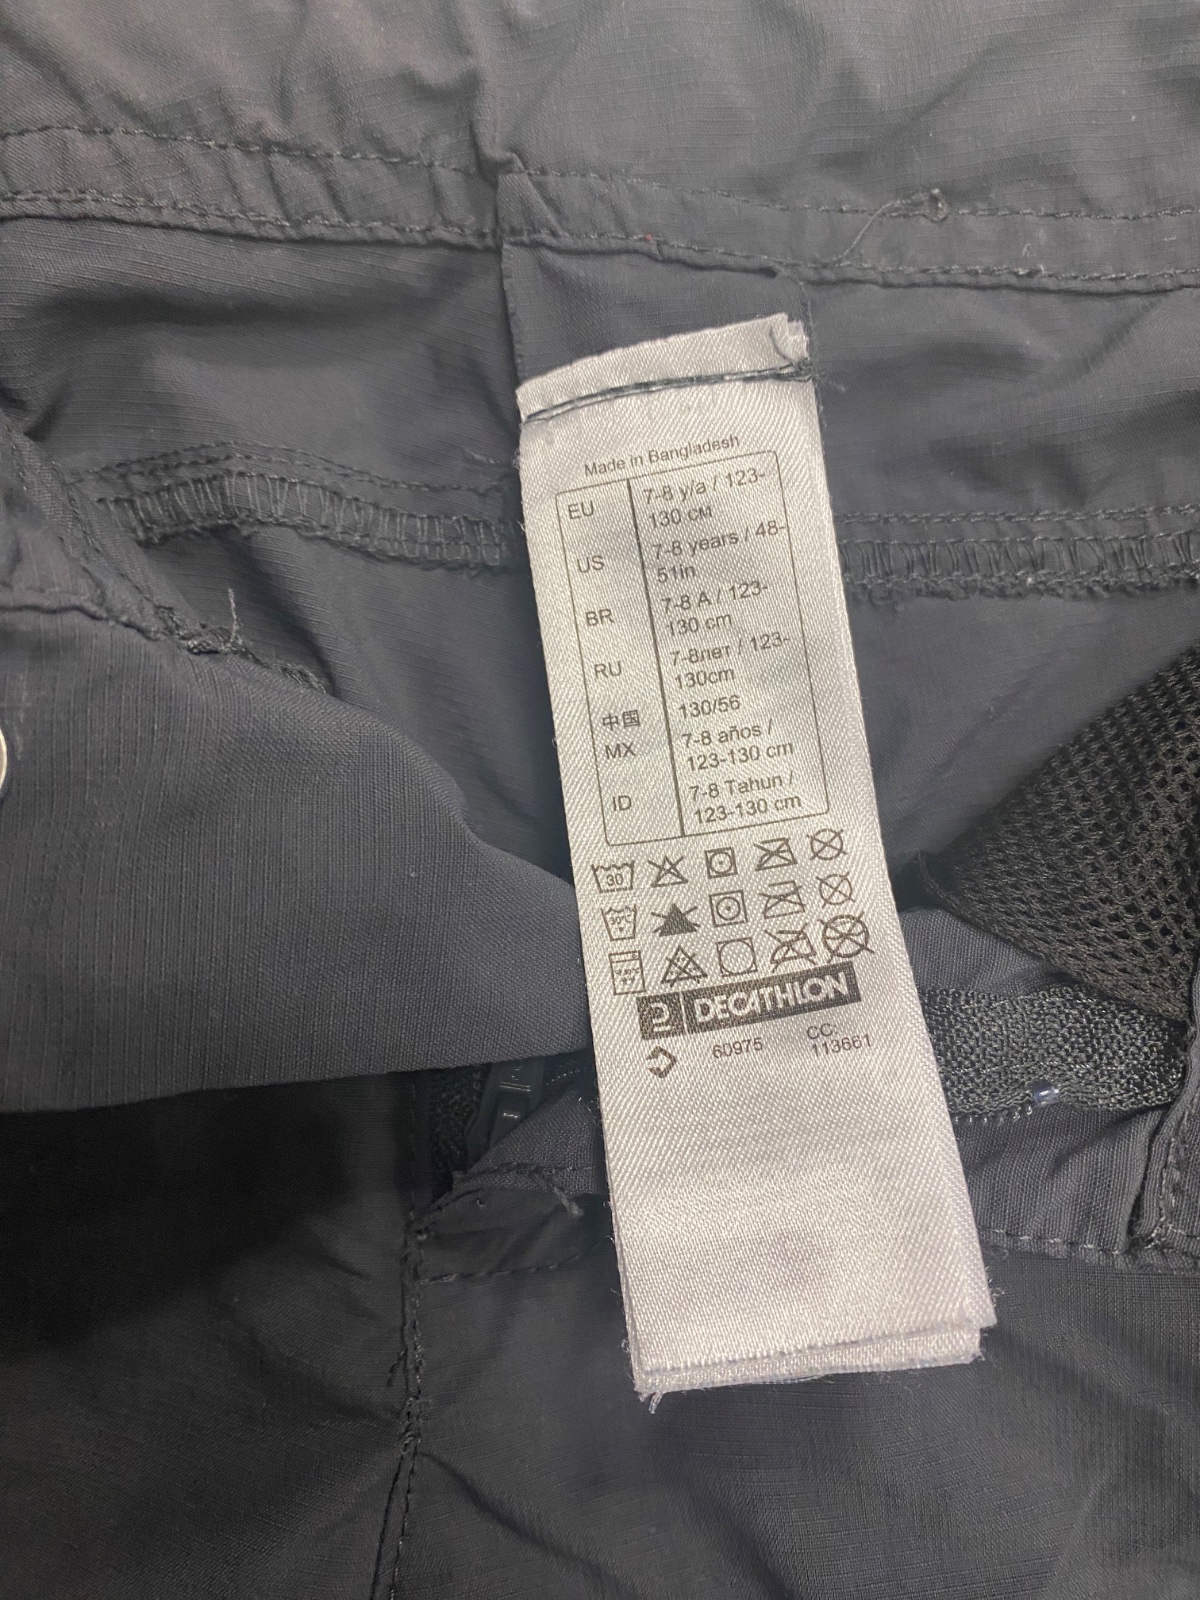 Made in Bangladesh
EU 7-8 y/a / 123-
130 см
US 7-8 years / 48-
51in
BR 7-8 A / 123-
130 cm
RU 7-8лет / 123-
130cm
中国 130/56
MX 7-8 años /
123-130 cm
ID 7-8 Tahun /
123-130 cm
30
DECATHLON
60975 CC:
113661